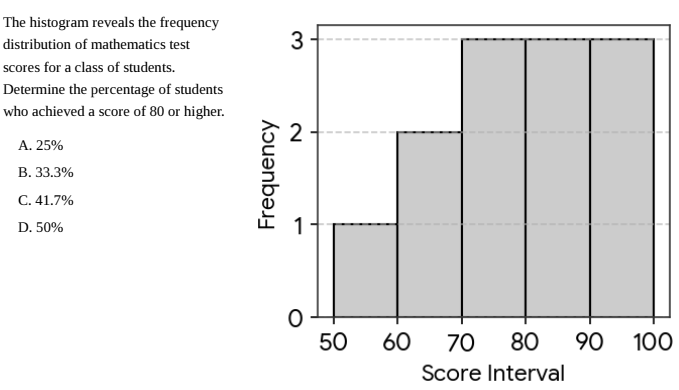 The histogram reveals the frequency
distribution of mathematics test
scores for a class of students.
Determine the percentage of students
who achieved a score of 80 or higher.
A. 25%
B. 33.3%
C. 41.7%
D. 50%
Frequency
3
2
1
0
50 60 70 80 90 100
Score Interval